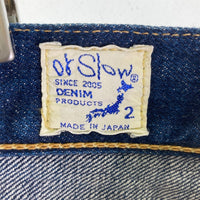 orSlow®
SINCE 2005
DENIM
PRODUCTS
2
MADE IN JAPAN